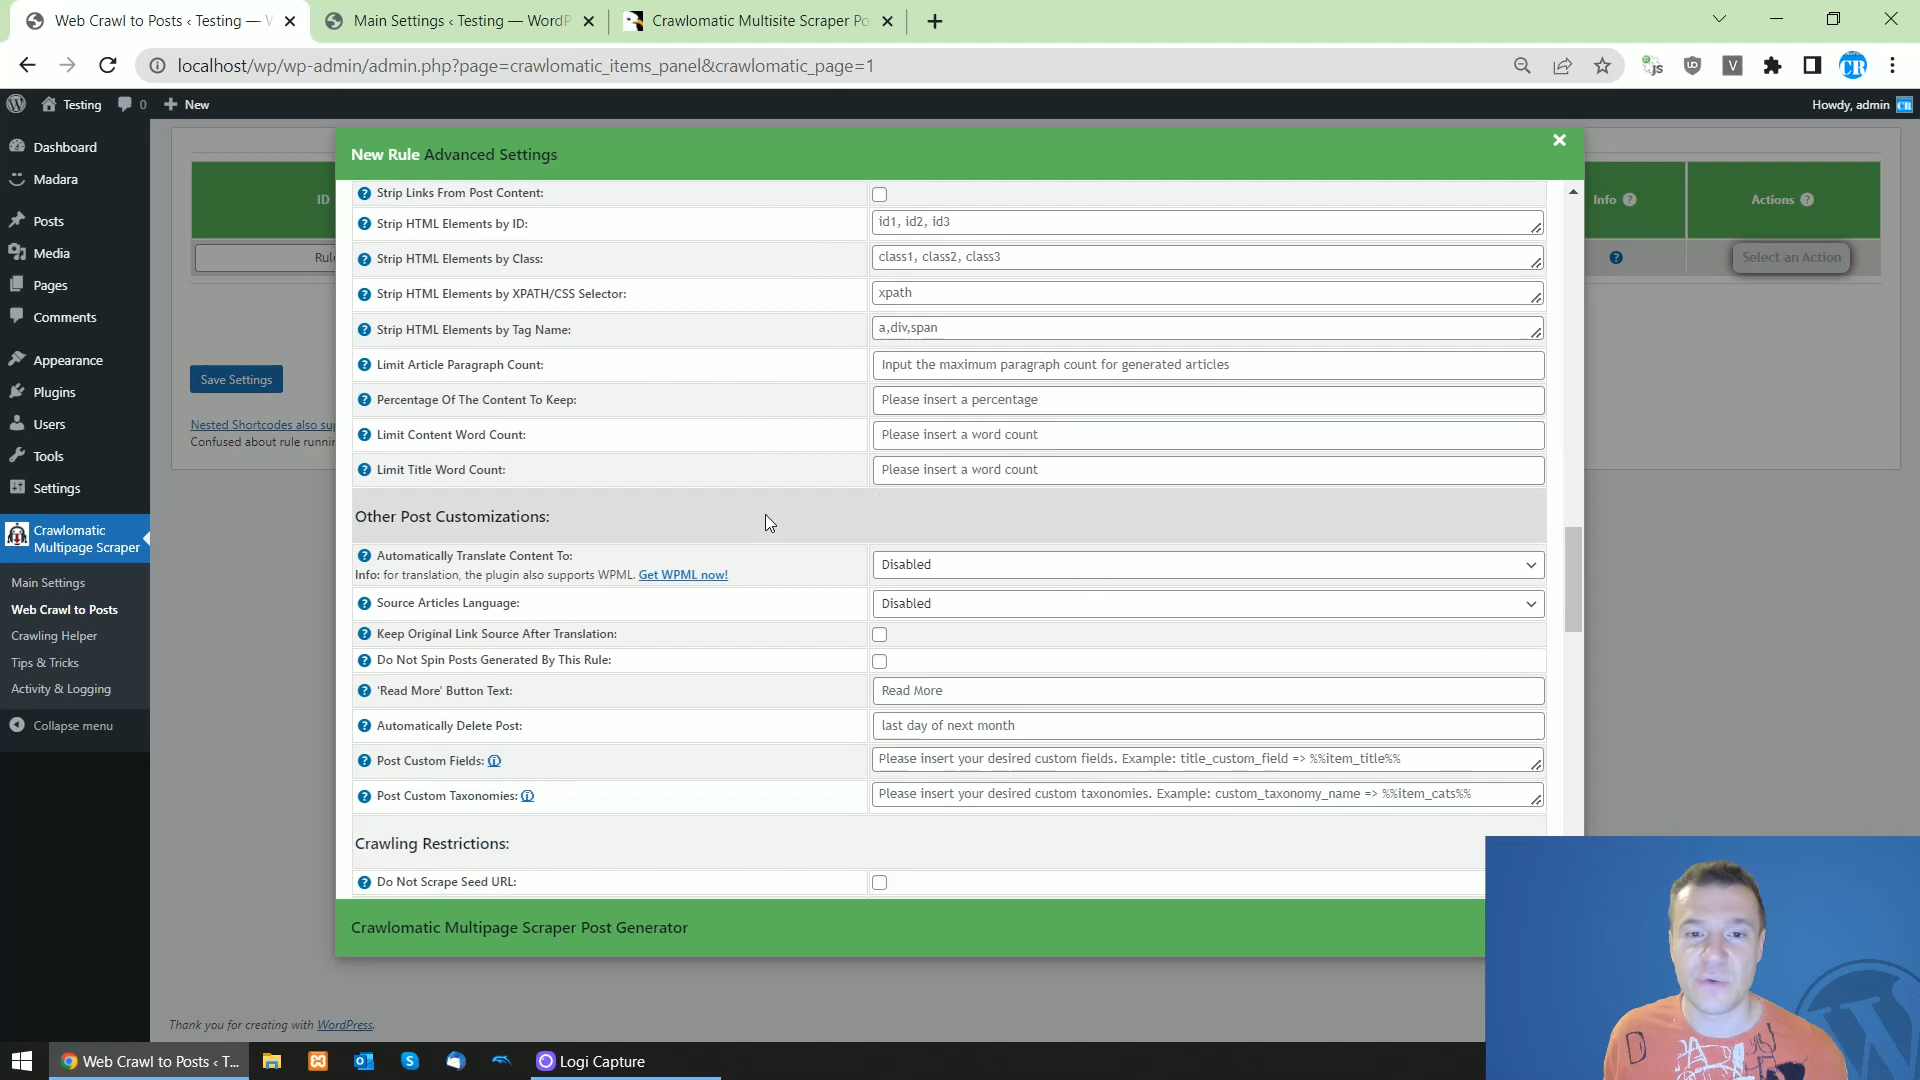 Web Crawl to Posts ‹ Testing — W
Main Settings ‹ Testing — WordP
Crawlomatic Multisite Scraper Po
localhost/wp/wp-admin/admin.php?page=crawlomatic_items_panel&crawlomatic_page=1
Testing
0
New
Howdy, admin
Dashboard
Madara
Posts
Media
Pages
Comments
Appearance
Plugins
Users
Tools
Settings
Crawlomatic
Multipage Scraper
Main Settings
Web Crawl to Posts
Crawling Helper
Tips & Tricks
Activity & Logging
Collapse menu
ID
Info
Actions
Select an Action
Save Settings
Nested Shortcodes also su
Confused about rule runnin
New Rule Advanced Settings
Strip Links From Post Content:
Strip HTML Elements by ID:
id1, id2, id3
Strip HTML Elements by Class:
class1, class2, class3
Strip HTML Elements by XPATH/CSS Selector:
xpath
Strip HTML Elements by Tag Name:
a,div,span
Limit Article Paragraph Count:
Input the maximum paragraph count for generated articles
Percentage Of The Content To Keep:
Please insert a percentage
Limit Content Word Count:
Please insert a word count
Limit Title Word Count:
Please insert a word count
Other Post Customizations:
Automatically Translate Content To:
Info: for translation, the plugin also supports WPML. Get WPML now!
Disabled
Source Articles Language:
Disabled
Keep Original Link Source After Translation:
Do Not Spin Posts Generated By This Rule:
'Read More' Button Text:
Read More
Automatically Delete Post:
last day of next month
Post Custom Fields:
Please insert your desired custom fields. Example: title_custom_field => %%item_title%%
Post Custom Taxonomies:
Please insert your desired custom taxonomies. Example: custom_taxonomy_name => %%item_cats%%
Crawling Restrictions:
Do Not Scrape Seed URL:
Crawlomatic Multipage Scraper Post Generator
Thank you for creating with WordPress.
Web Crawl to Posts ‹ T...
Logi Capture